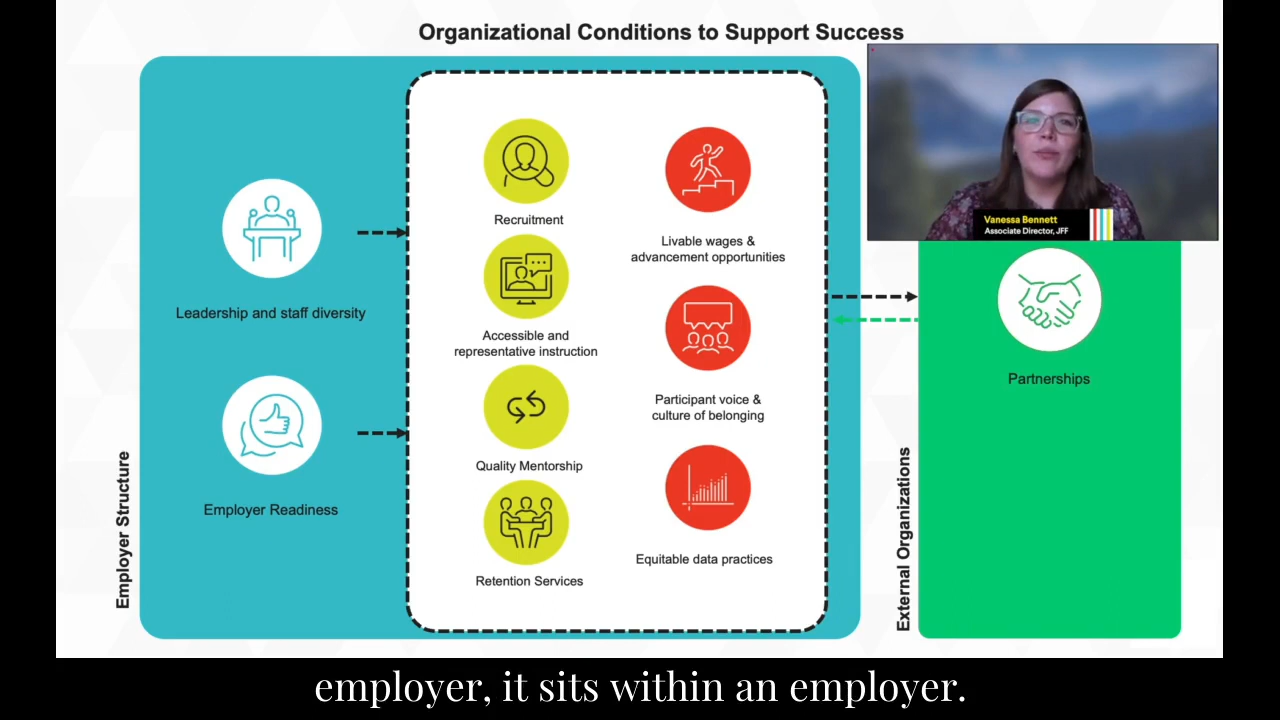 Organizational Conditions to Support Success
Employer Structure
Leadership and staff diversity
Employer Readiness
Recruitment
Accessible and
representative instruction
Quality Mentorship
Retention Services
Livable wages &
advancement opportunities
Participant voice &
culture of belonging
Equitable data practices
Vanessa Bennett
Associate Director, JFF
External Organizations
Partnerships
employer, it sits within an employer.